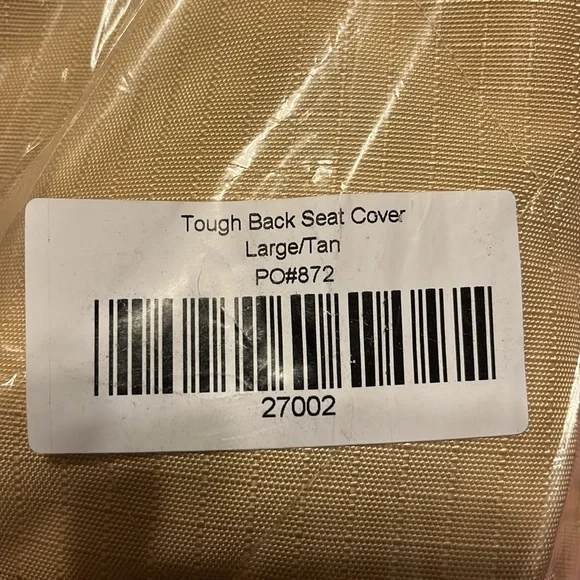 Tough Back Seat Cover
Large/Tan
PO#872
27002